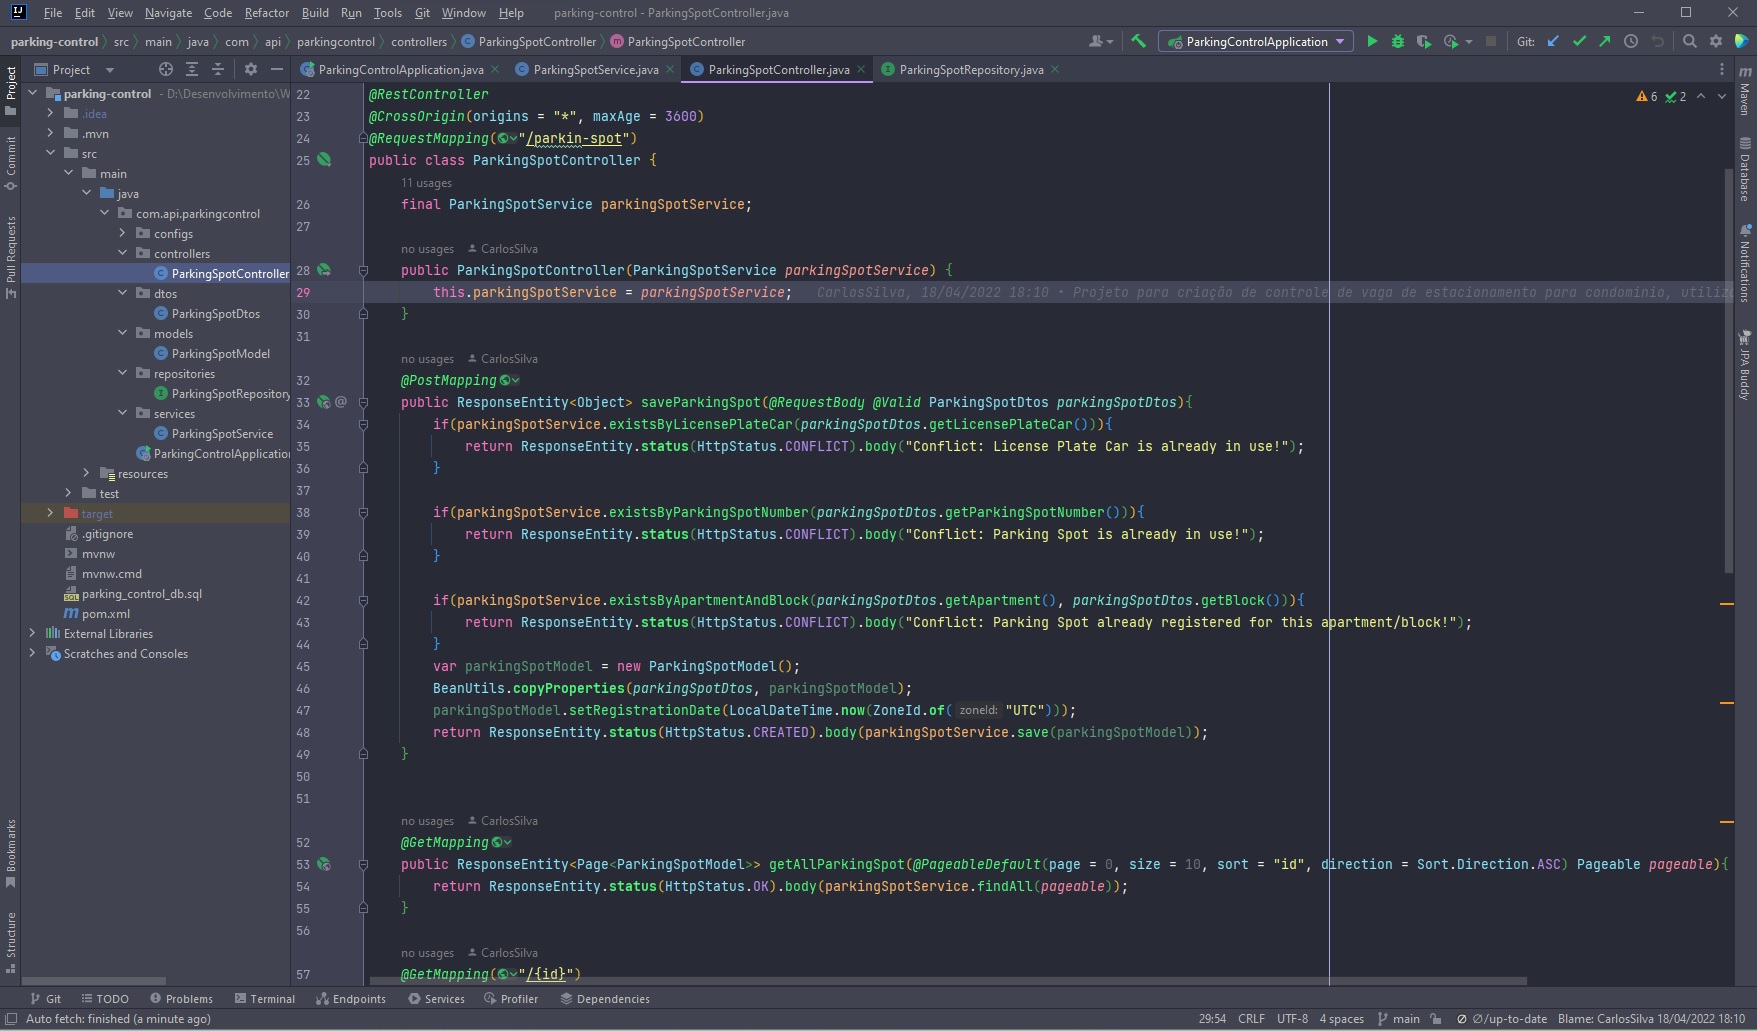 File Edit View Navigate Code Refactor Build Run Tools Git Window Help parking-control - ParkingSpotController.java
parking-control src main java com api parkingcontrol controllers ParkingSpotController ParkingSpotController ParkingControlApplication Git:
Project ParkingControlApplication.java ParkingSpotService.java ParkingSpotController.java ParkingSpotRepository.java
Project
Commit
Pull Requests
Bookmarks
Structure
parking-control - D:\Desenvolvimento\W
.idea
.mvn
src
main
java
com.api.parkingcontrol
configs
controllers
ParkingSpotController
dtos
ParkingSpotDtos
models
ParkingSpotModel
repositories
ParkingSpotRepository
services
ParkingSpotService
ParkingControlApplication
resources
test
target
.gitignore
mvnw
mvnw.cmd
parking_control_db.sql
pom.xml
External Libraries
Scratches and Consoles
6 2
22 @RestController
23 @CrossOrigin(origins = "*", maxAge = 3600)
24 @RequestMapping("/parkin-spot")
25 public class ParkingSpotController {
11 usages
26 final ParkingSpotService parkingSpotService;
27
no usages CarlosSilva
28 public ParkingSpotController(ParkingSpotService parkingSpotService) {
29 this.parkingSpotService = parkingSpotService; CarlosSilva, 18/04/2022 18:10 • Projeto para criação de controle de vaga de estacionamento para condominio, utiliz
30 }
31
no usages CarlosSilva
32 @PostMapping
33 public ResponseEntity<Object> saveParkingSpot(@RequestBody @Valid ParkingSpotDtos parkingSpotDtos){
34 if(parkingSpotService.existsByLicensePlateCar(parkingSpotDtos.getLicensePlateCar())){
35 return ResponseEntity.status(HttpStatus.CONFLICT).body("Conflict: License Plate Car is already in use!");
36 }
37
38 if(parkingSpotService.existsByParkingSpotNumber(parkingSpotDtos.getParkingSpotNumber())){
39 return ResponseEntity.status(HttpStatus.CONFLICT).body("Conflict: Parking Spot is already in use!");
40 }
41
42 if(parkingSpotService.existsByApartmentAndBlock(parkingSpotDtos.getApartment(), parkingSpotDtos.getBlock())){
43 return ResponseEntity.status(HttpStatus.CONFLICT).body("Conflict: Parking Spot already registered for this apartment/block!");
44 }
45 var parkingSpotModel = new ParkingSpotModel();
46 BeanUtils.copyProperties(parkingSpotDtos, parkingSpotModel);
47 parkingSpotModel.setRegistrationDate(LocalDateTime.now(ZoneId.of( zoneId: "UTC")));
48 return ResponseEntity.status(HttpStatus.CREATED).body(parkingSpotService.save(parkingSpotModel));
49 }
50
51
no usages CarlosSilva
52 @GetMapping
53 public ResponseEntity<Page<ParkingSpotModel>> getAllParkingSpot(@PageableDefault(page = 0, size = 10, sort = "id", direction = Sort.Direction.ASC) Pageable pageable){
54 return ResponseEntity.status(HttpStatus.OK).body(parkingSpotService.findAll(pageable));
55 }
56
no usages CarlosSilva
57 @GetMapping("/{id}")
Maven
Database
Notifications
JPA Buddy
Git TODO Problems Terminal Endpoints Services Profiler Dependencies
Auto fetch: finished (a minute ago) 29:54 CRLF UTF-8 4 spaces main Ø/up-to-date Blame: CarlosSilva 18/04/2022 18:10